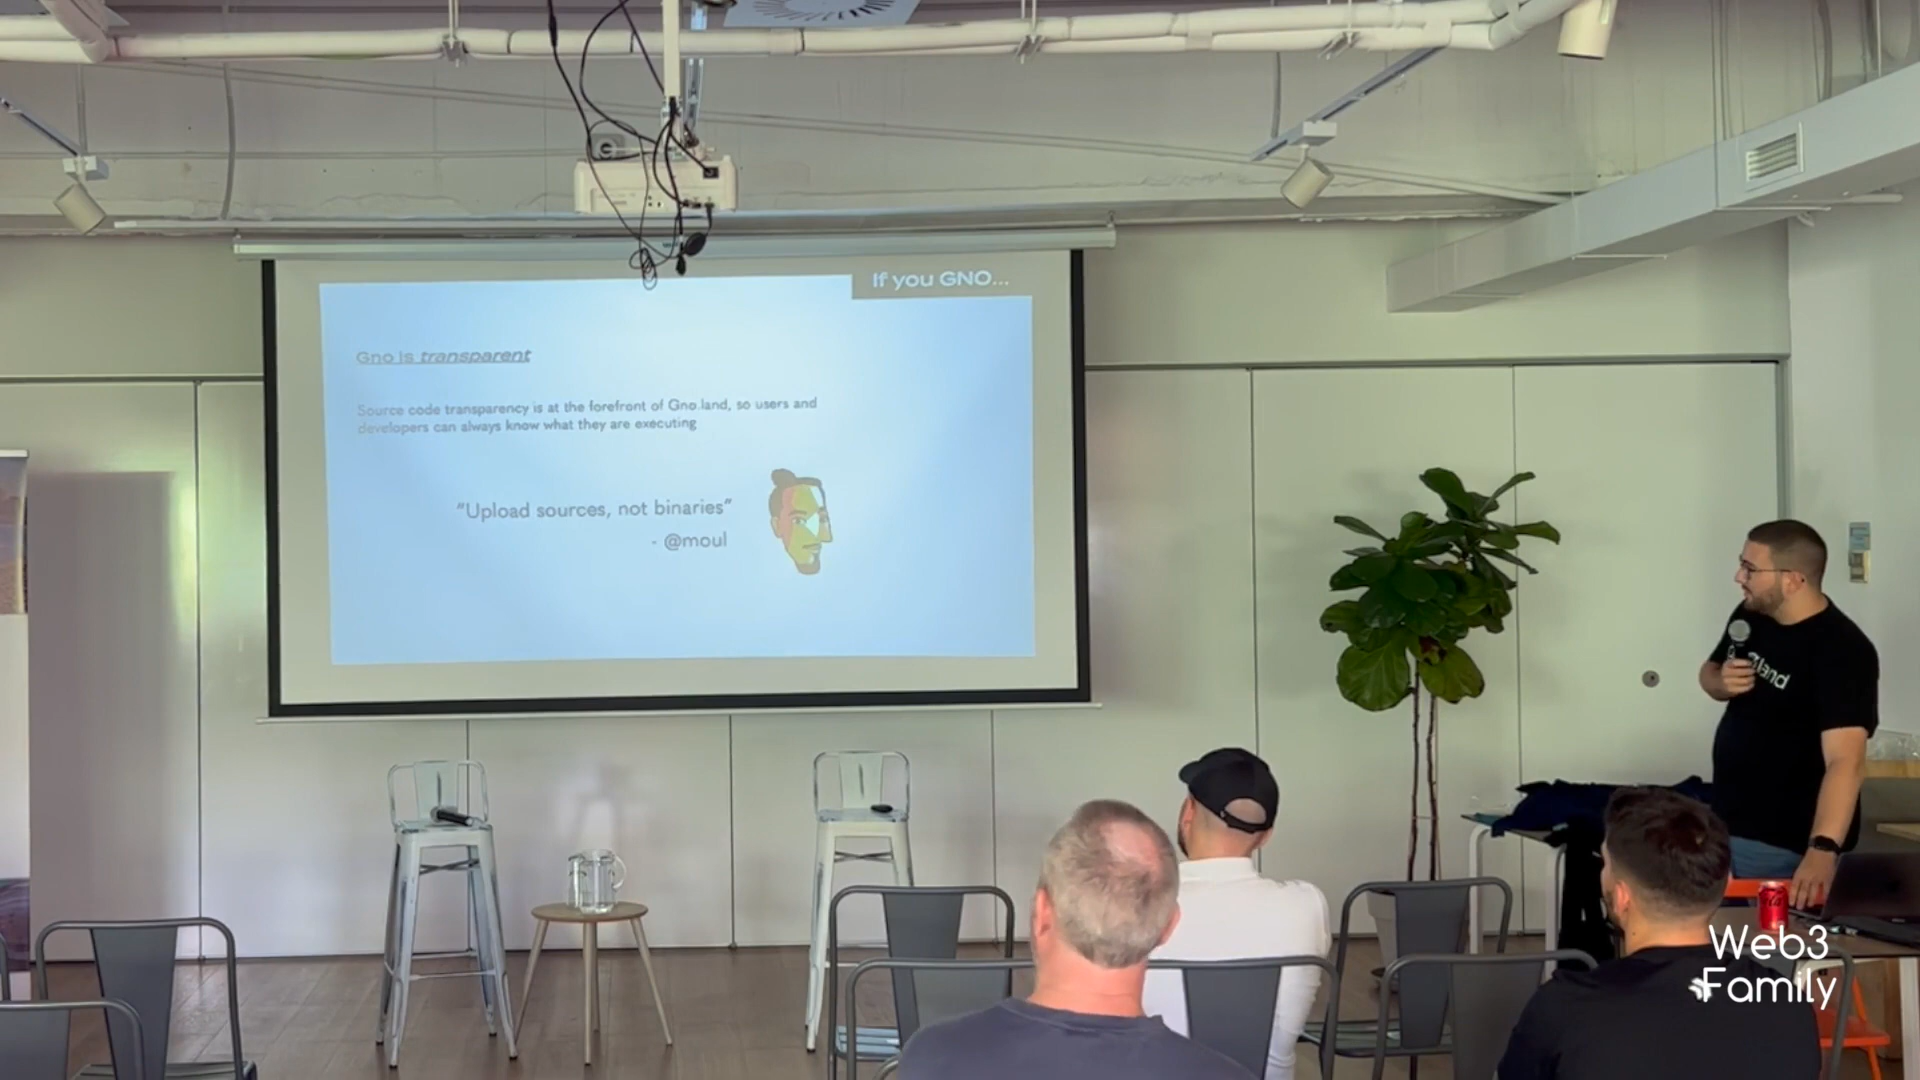 If you GNO...
Gno is transparent
Source code transparency is at the forefront of Gno.land, so users and
developers can always know what they are executing
"Upload sources, not binaries"
- @moul
land
Web3
Family